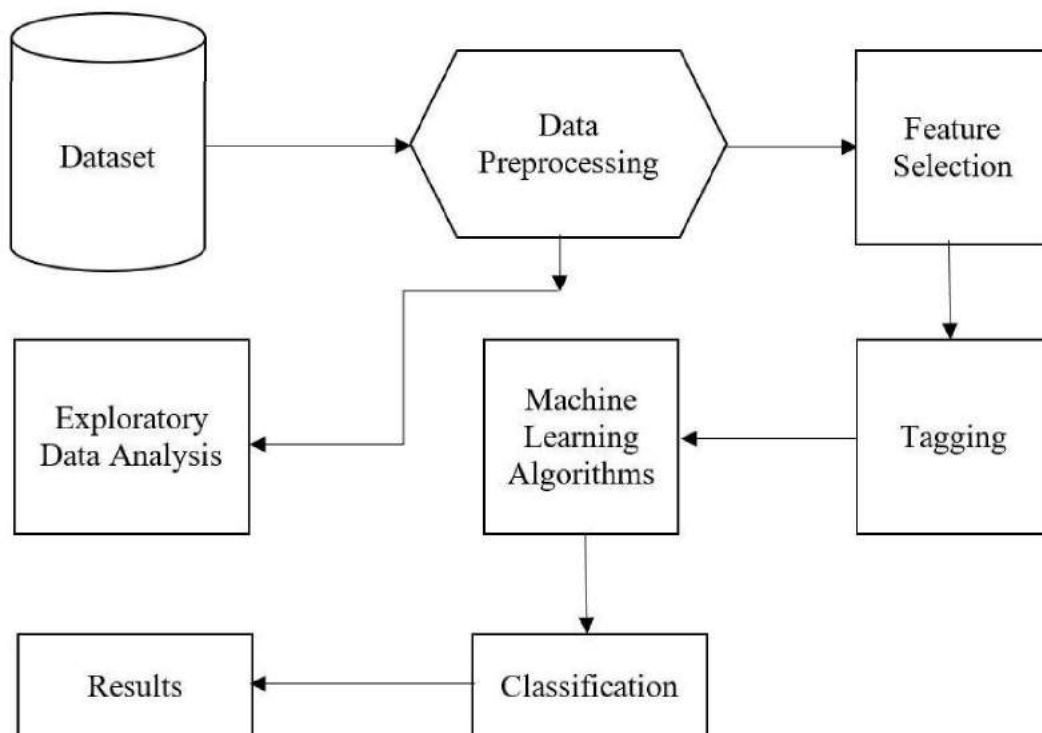 Dataset
Data
Preprocessing
Feature
Selection
Exploratory
Data Analysis
Machine
Learning
Algorithms
Tagging
Results
Classification